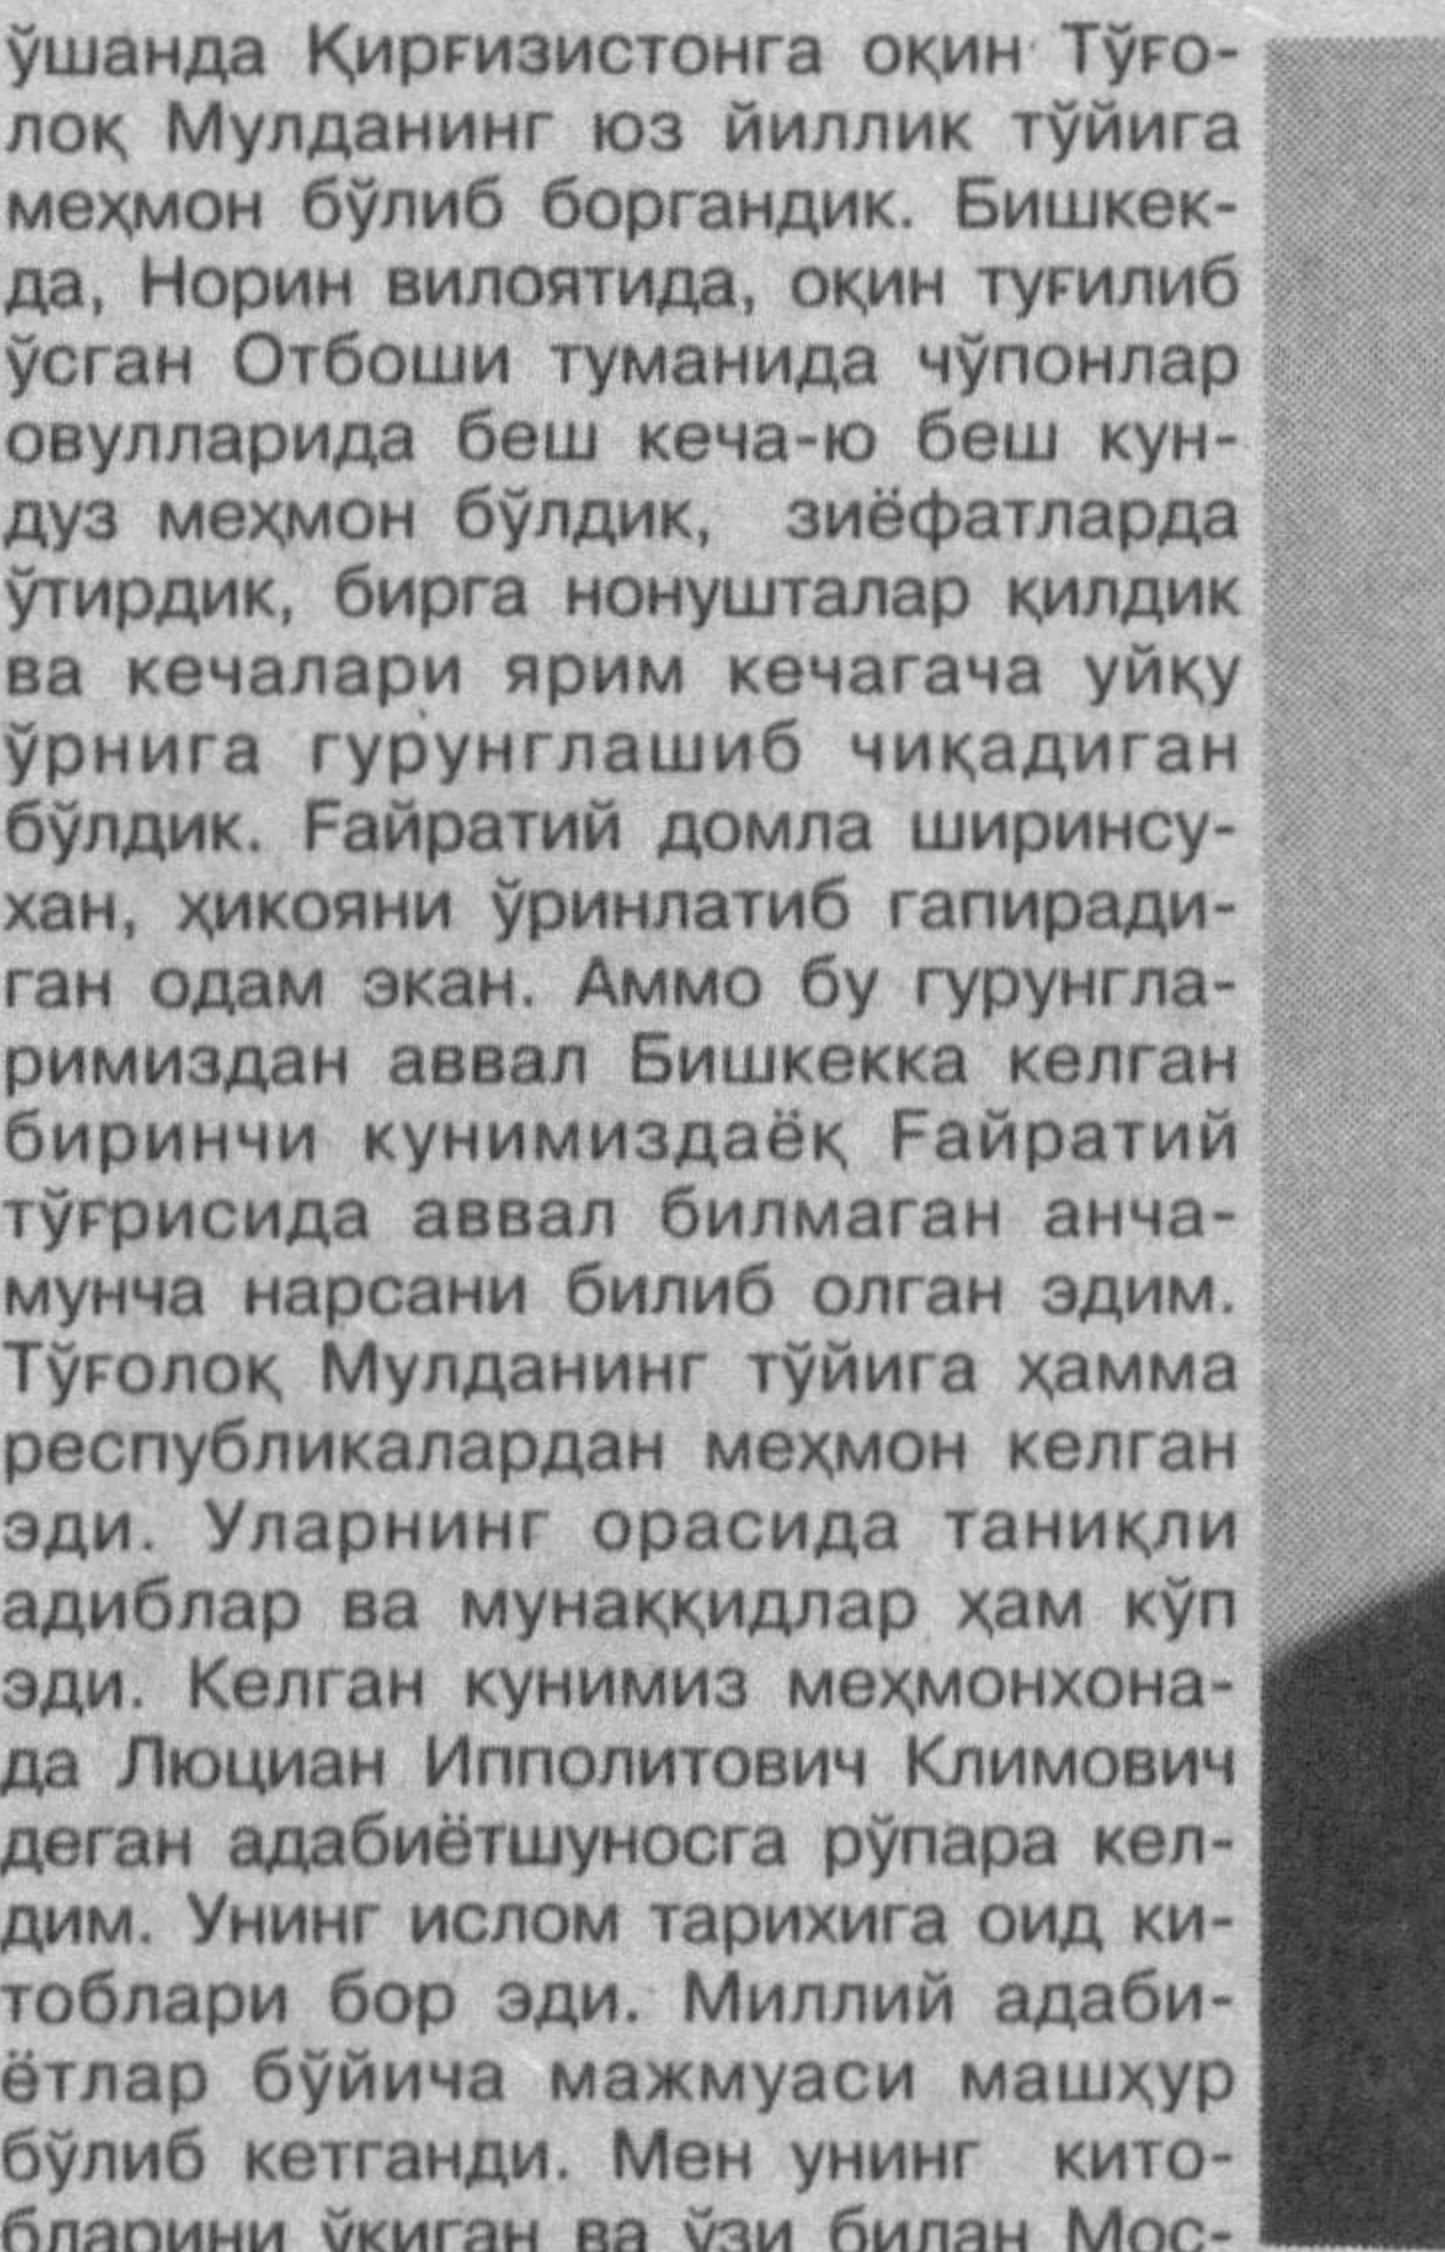 ўшанда Қирғизистонга оқин Тўғо-
лоқ Мулданинг юз йиллик тўйига
меҳмон бўлиб боргандик. Бишкек-
да, Норин вилоятида, оқин туғилиб
ўсган Отбоши туманида чўпонлар
овулларида беш кеча-ю беш кун-
дуз меҳмон бўлдик, зиёфатларда
ўтирдик, бирга нонушталар қилдик
ва кечалари ярим кечагача уйқу
ўрнига гурунглашиб чиқадиган
бўлдик. Ғайратий домла ширинсу-
хан, ҳикояни ўринлатиб гапиради-
ган одам экан. Аммо бу гурунгла-
римиздан аввал Бишкекка келган
биринчи кунимиздаёқ Ғайратий
тўғрисида аввал билмаган анча-
мунча нарсани билиб олган эдим.
Тўғолоқ Мулданинг тўйига ҳамма
республикалардан меҳмон келган
эди. Уларнинг орасида таниқли
адиблар ва мунаққидлар ҳам кўп
эди. Келган кунимиз меҳмонхона-
да Люциан Ипполитович Климович
деган адабиётшуносга рўпара кел-
дим. Унинг ислом тарихига оид ки-
тоблари бор эди. Миллий адаби-
ётлар бўйича мажмуаси машҳур
бўлиб кетганди. Мен унинг кито-
бларини ўқиган ва ўзи билан Мос-